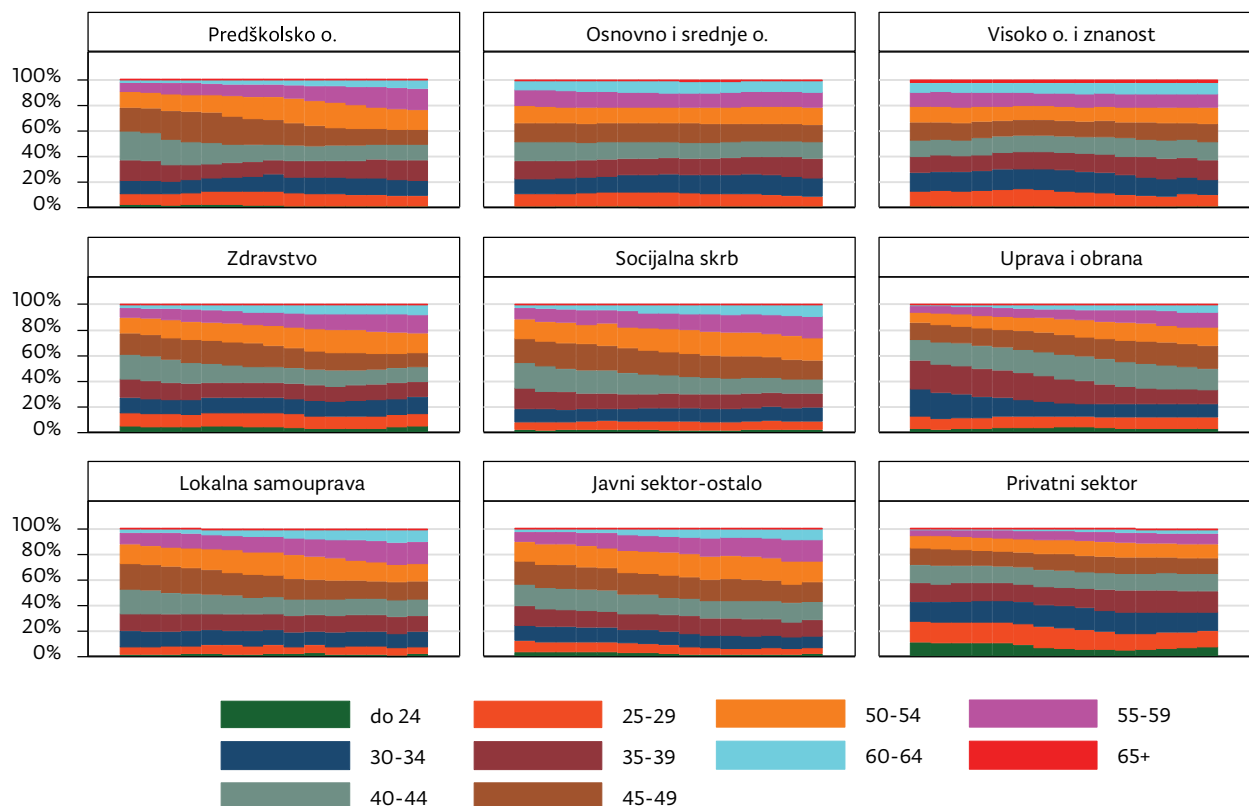 Predškolsko o.
Osnovno i srednje o.
Visoko o. i znanost
100%
80%
60%
40%
20%
0%
Zdravstvo
Socijalna skrb
Uprava i obrana
100%
80%
60%
40%
20%
0%
Lokalna samouprava
Javni sektor-ostalo
Privatni sektor
100%
80%
60%
40%
20%
0%
do 24
25-29
50-54
55-59
30-34
35-39
60-64
65+
40-44
45-49